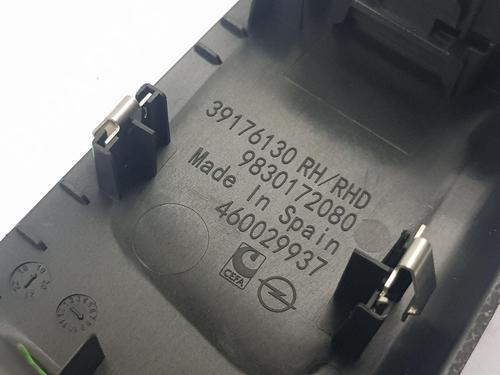 39176130 RH/RHD
9830172080
Made In Spain
460029937
CEFA